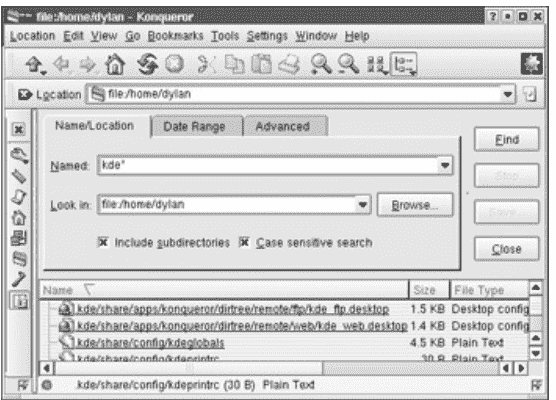 file:/home/dylan - Konqueror
Location Edit View Go Bookmarks Tools Settings Window Help
Location file:/home/dylan
Name/Location Date Range Advanced
Find
Named: kde*
Stop
Look in: file:/home/dylan Browse...
Save...
Include subdirectories Case sensitive search
Close
Name Size File Type
.kde/share/apps/konqueror/dirtree/remote/ftp/kde_ftp.desktop 1.5 KB Desktop config
.kde/share/apps/konqueror/dirtree/remote/web/kde_web.desktop 1.4 KB Desktop config
.kde/share/config/kdeglobals 4.5 KB Plain Text
.kde/share/config/kdeprintrc 30 B Plain Text
.kde/share/config/kdeprintrc (30 B) Plain Text